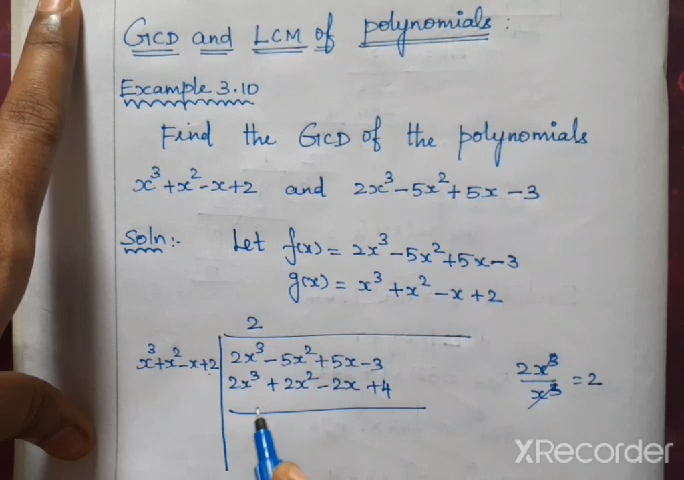 GCD and LCM of polynomials :
Example 3.10
Find the GCD of the polynomials
x³+x²-x+2 and 2x³-5x²+5x-3
Soln:- Let f(x) = 2x³-5x²+5x-3
g(x) = x³+x²-x+2
2
x³+x²-x+2 | 2x³-5x²+5x-3
2x³+2x²-2x+4
2x³/x³ = 2
XRecorder